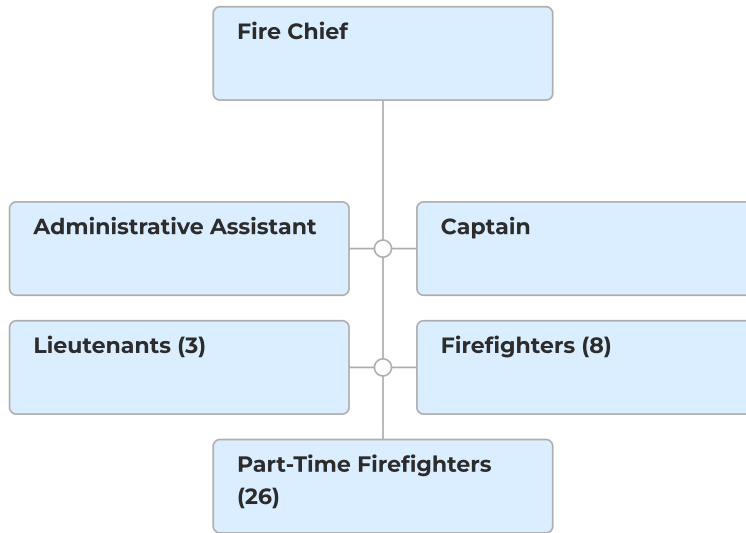 Fire Chief
Administrative Assistant
Captain
Lieutenants (3)
Firefighters (8)
Part-Time Firefighters
(26)